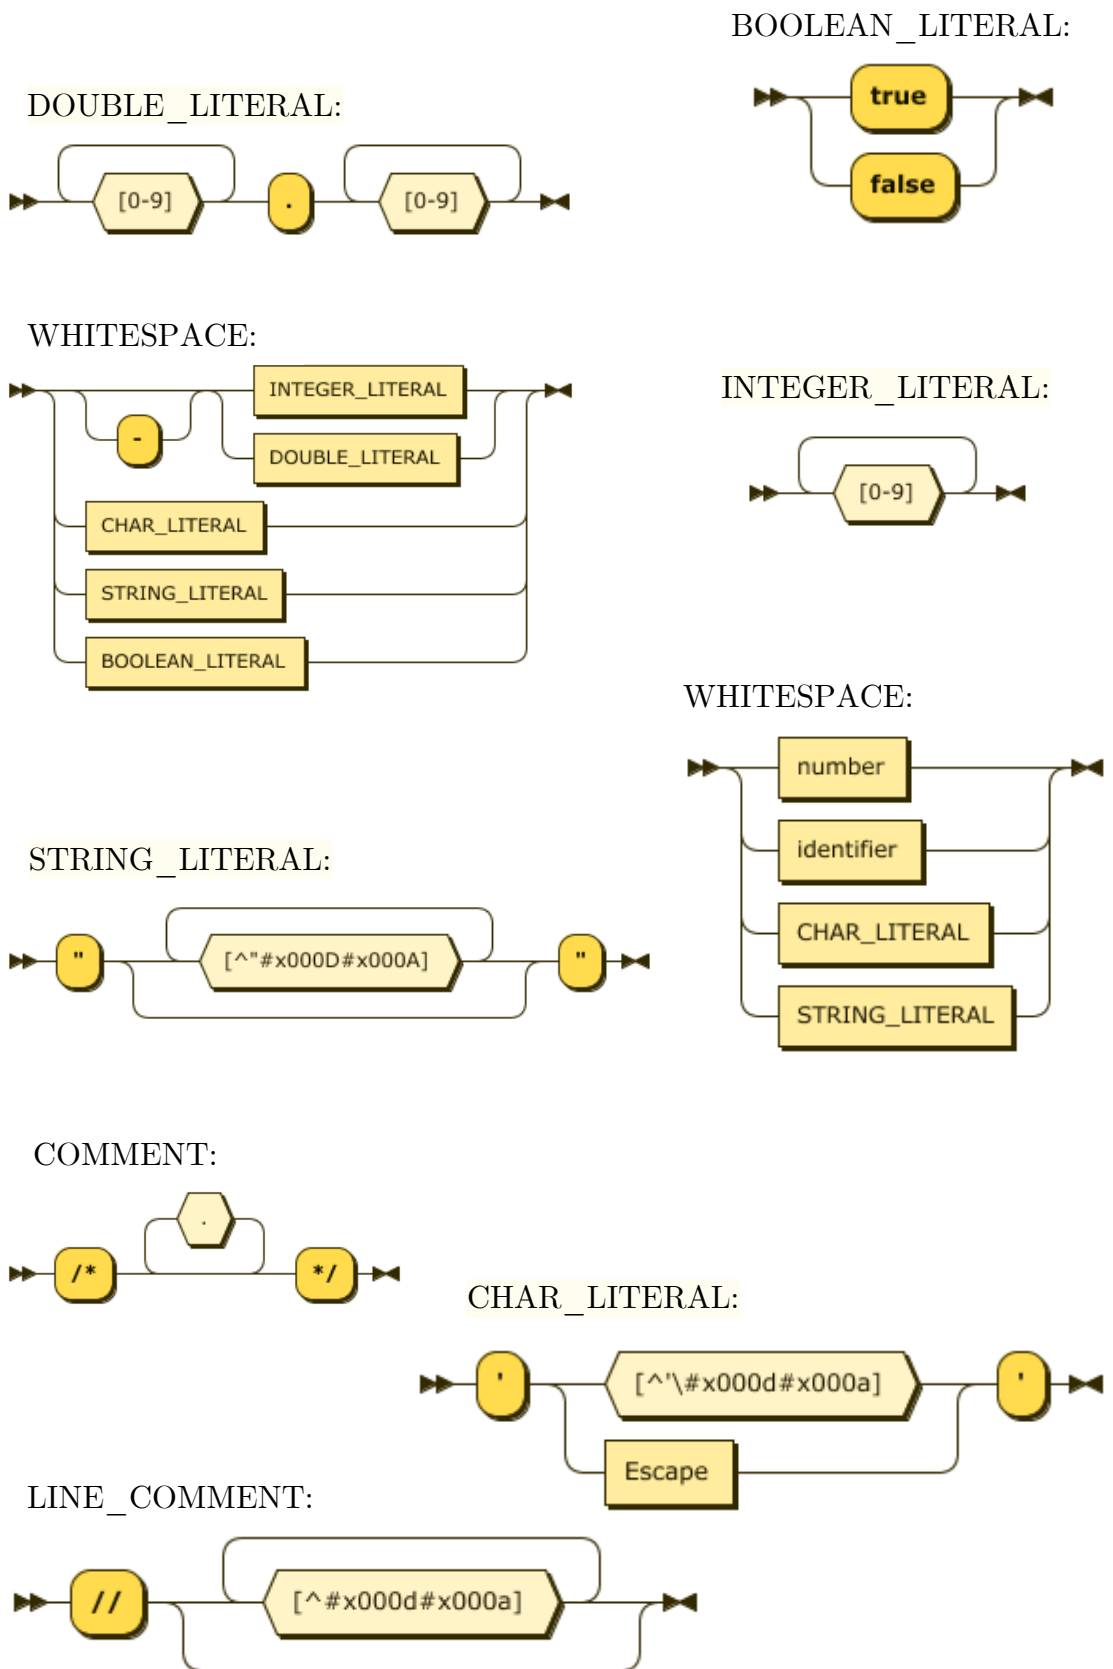 BOOLEAN_LITERAL:
true
false
DOUBLE_LITERAL:
[0-9] . [0-9]
WHITESPACE:
INTEGER_LITERAL
-
DOUBLE_LITERAL
CHAR_LITERAL
STRING_LITERAL
BOOLEAN_LITERAL
INTEGER_LITERAL:
[0-9]
WHITESPACE:
number
identifier
CHAR_LITERAL
STRING_LITERAL
STRING_LITERAL:
" [^"#x000D#x000A] "
COMMENT:
.
/* */
CHAR_LITERAL:
' [^'\#x000d#x000a] '
Escape
LINE_COMMENT:
// [^#x000d#x000a]